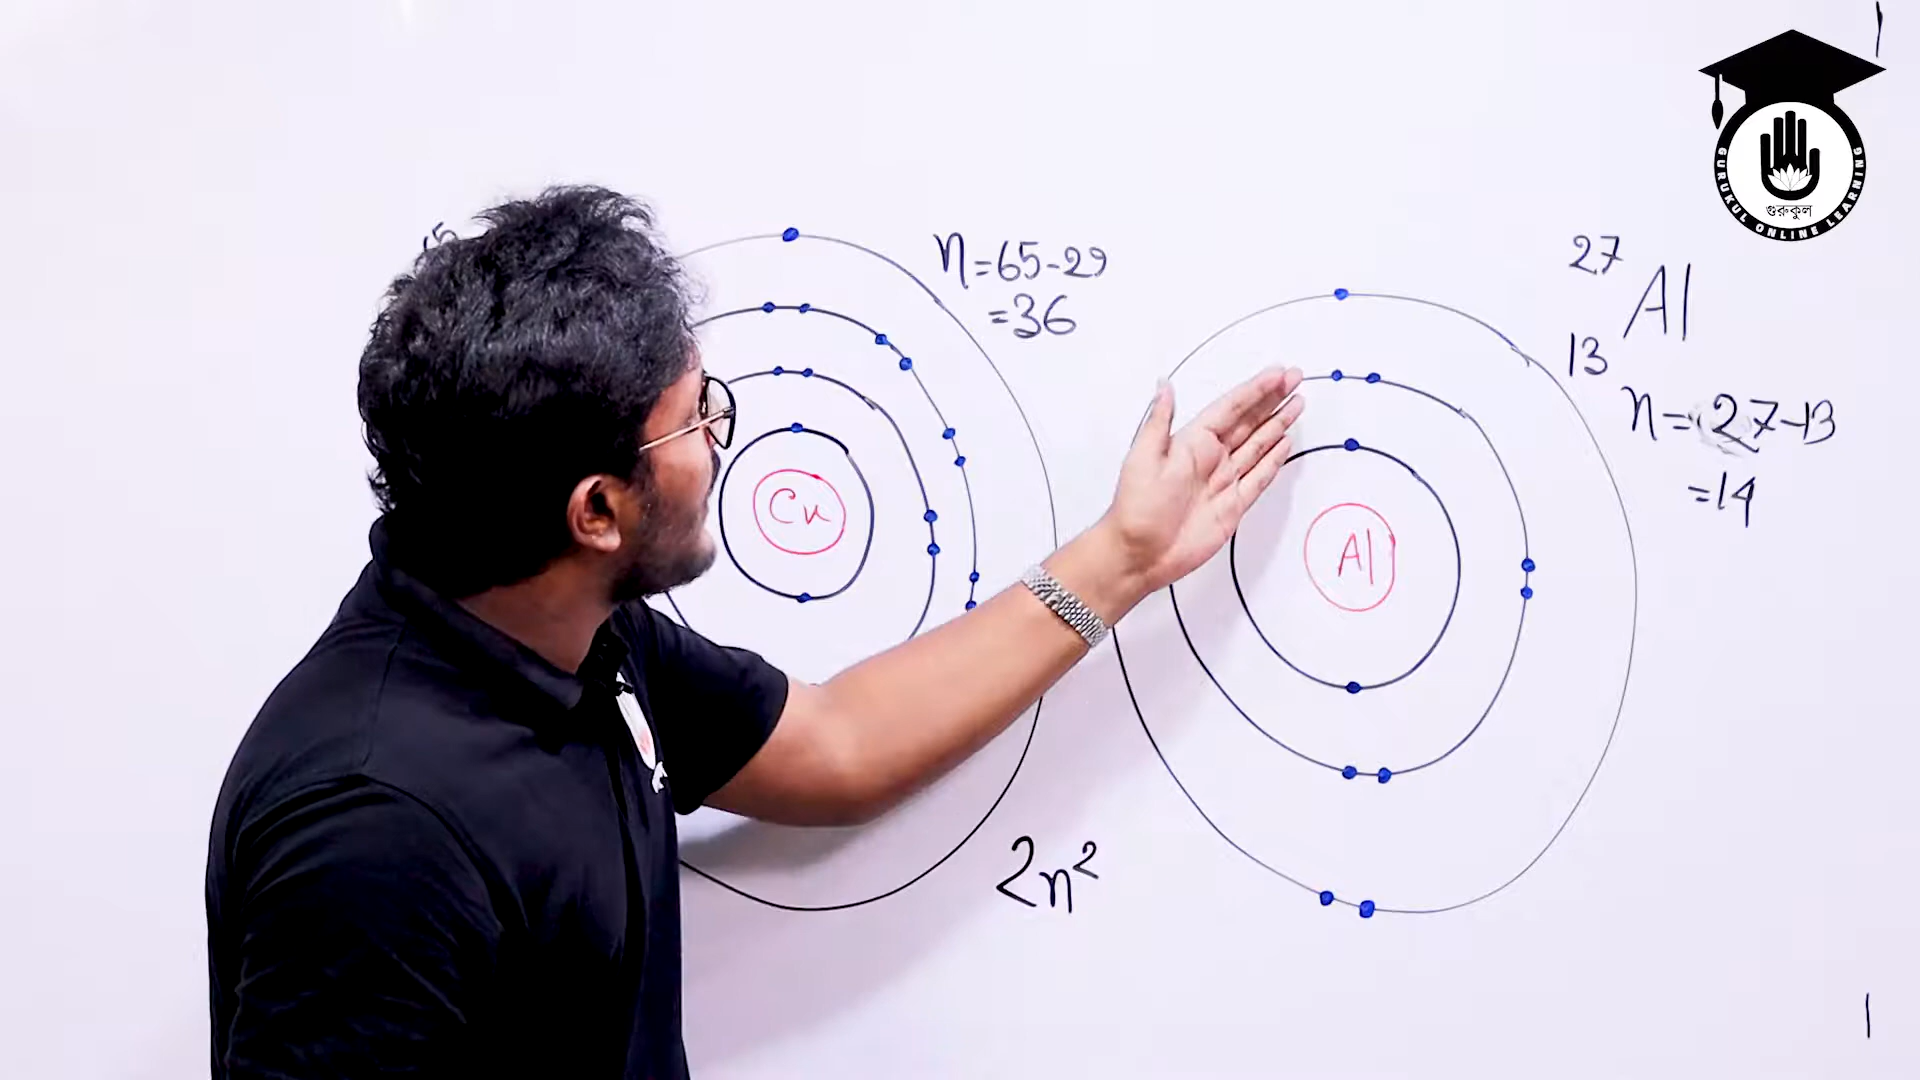 GURUKUL ONLINE LEARNING
গুরুকুল
n=65-29
=36
27
Al
13
n=27-13
=14
Cu
Al
2n²